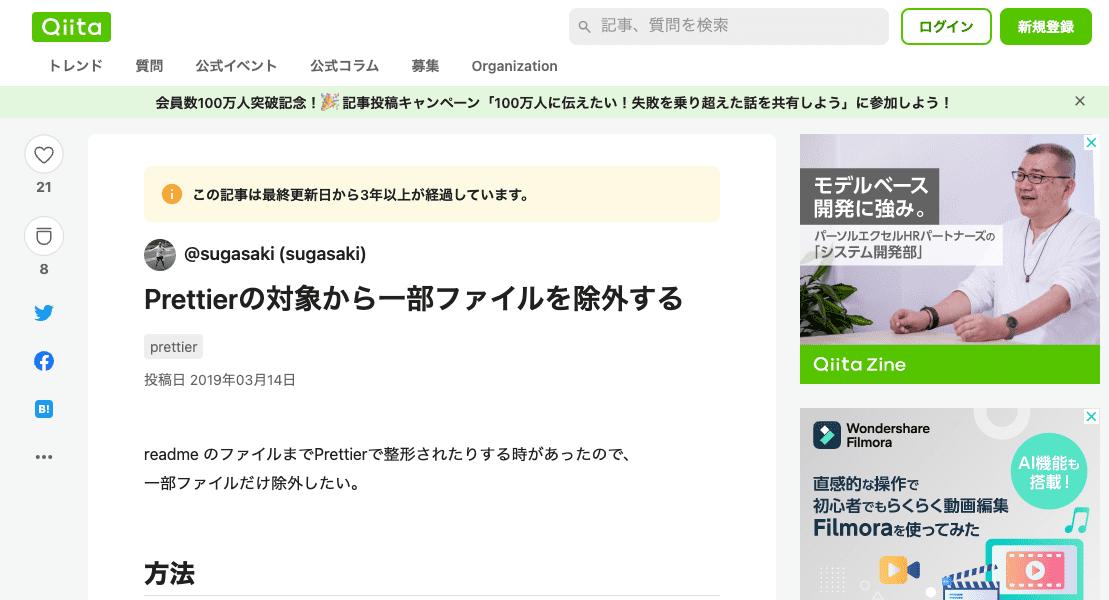 Qiita
記事、質問を検索
ログイン
新規登録
トレンド
質問
公式イベント
公式コラム
募集
Organization
会員数100万人突破記念！🎉記事投稿キャンペーン「100万人に伝えたい！失敗を乗り超えた話を共有しよう」に参加しよう！
21
8
B!
この記事は最終更新日から3年以上が経過しています。
@sugasaki (sugasaki)
Prettierの対象から一部ファイルを除外する
prettier
投稿日 2019年03月14日
readme のファイルまでPrettierで整形されたりする時があったので、
一部ファイルだけ除外したい。
方法
モデルベース
開発に強み。
パーソルエクセルHRパートナーズの
「システム開発部」
Qiita Zine
Wondershare
Filmora
AI機能も
搭載！
直感的な操作で
初心者でもらくらく動画編集
Filmoraを使ってみた